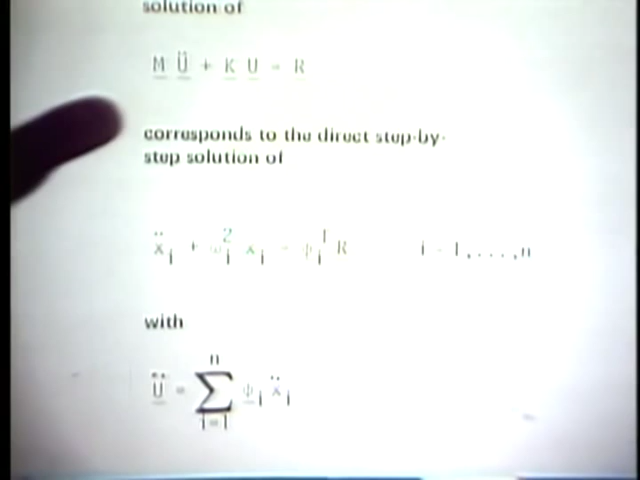 solution of
M Ü + K U = R
corresponds to the direct step-by-
step solution of
ẍᵢ + ωᵢ² xᵢ = φᵢᵀ R i = 1,....,n
with
n
Ü = Σ φᵢ ẍᵢ
i=1